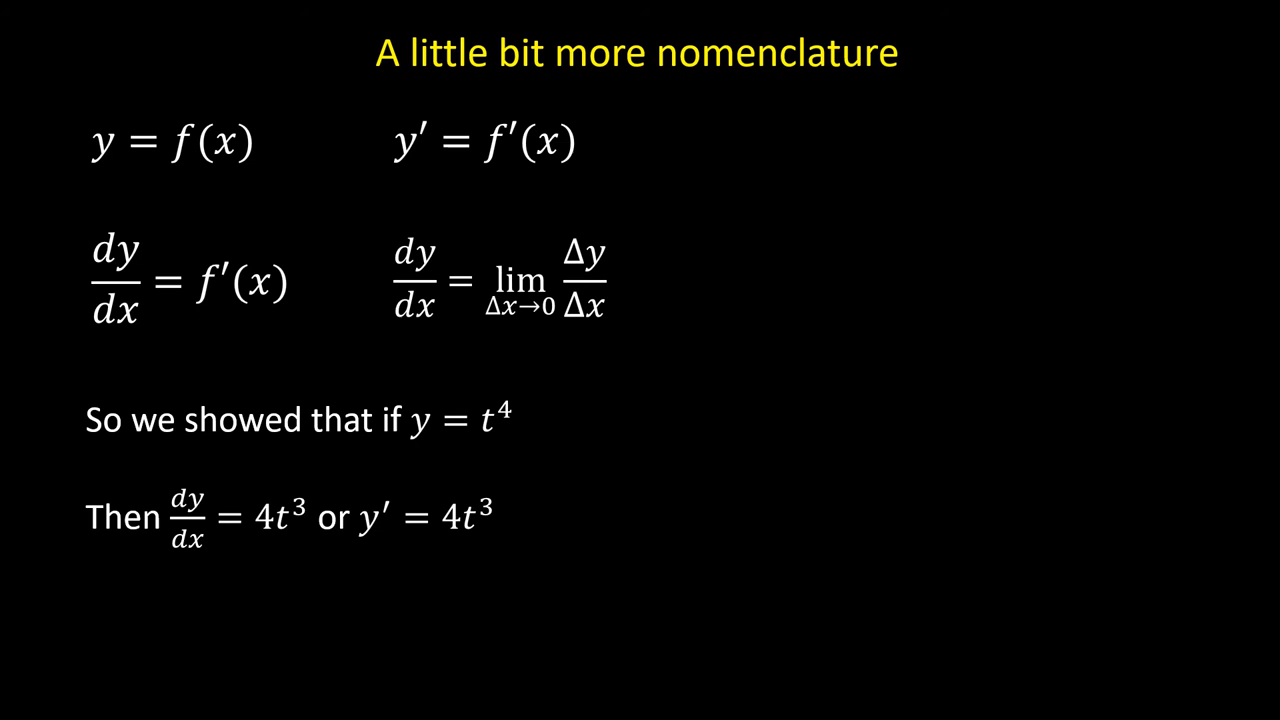 A little bit more nomenclature
y = f(x) y′ = f′(x)
dy/dx = f′(x) dy/dx = lim Δx→0 Δy/Δx
So we showed that if y = t⁴
Then dy/dx = 4t³ or y′ = 4t³